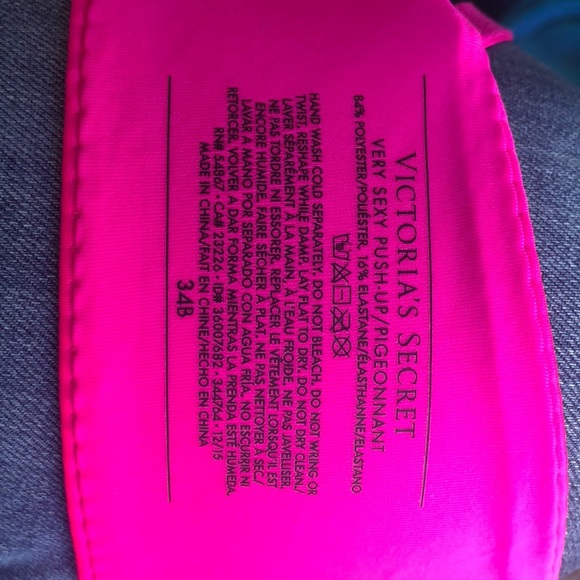 VICTORIA'S SECRET
VERY SEXY PUSH-UP/PIGEONNANT
84% POLYESTER/POLIÉSTER, 16% ELASTANE/ÉLASTHANNE/ELASTANO
HAND WASH COLD SEPARATELY. DO NOT BLEACH. DO NOT WRING OR
TWIST. RESHAPE WHILE DAMP. LAY FLAT TO DRY. DO NOT DRY CLEAN./
LAVER SÉPARÉMENT À LA MAIN, À L'EAU FROIDE. NE PAS JAVELLISER.
NE PAS TORDRE NI ESSORER. REPLACER LE VÊTEMENT LORSQU'IL EST
ENCORE HUMIDE. FAIRE SÉCHER À PLAT. NE PAS NETTOYER À SEC./
LAVAR A MANO POR SEPARADO CON AGUA FRÍA. NO ESCURRIR NI
RETORCER. VOLVER A DAR FORMA MIENTRAS LA PRENDA ESTÉ HÚMEDA.
RN# 54867 • CA# 23226 • ID# 36007682 • 344764 • 12/15
MADE IN CHINA/FAIT EN CHINE/HECHO EN CHINA
34B